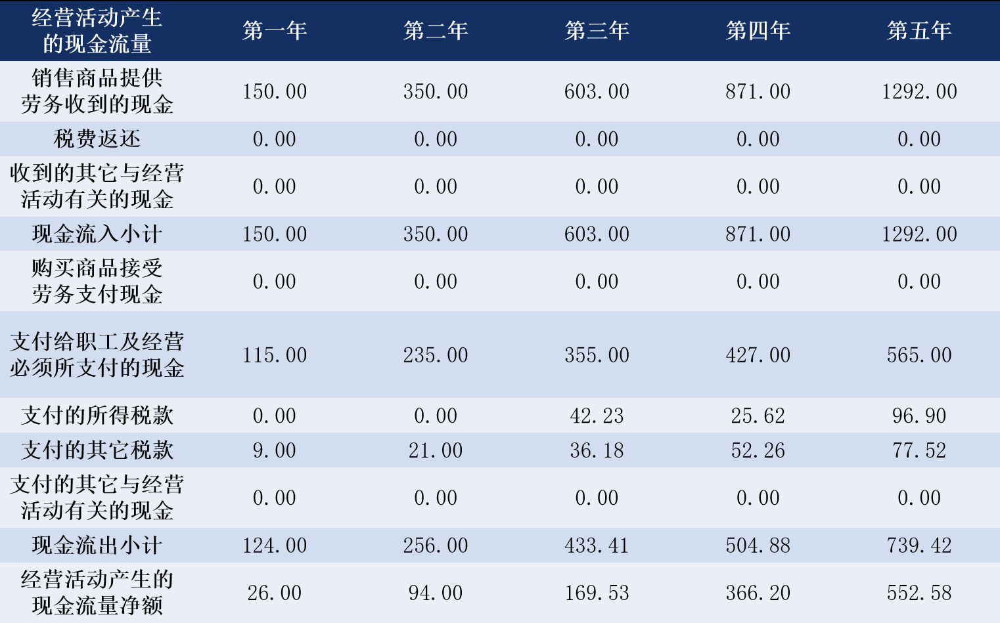 经营活动产生
的现金流量 第一年 第二年 第三年 第四年 第五年
销售商品提供
劳务收到的现金 150.00 350.00 603.00 871.00 1292.00
税费返还 0.00 0.00 0.00 0.00 0.00
收到的其它与经营
活动有关的现金 0.00 0.00 0.00 0.00 0.00
现金流入小计 150.00 350.00 603.00 871.00 1292.00
购买商品接受
劳务支付现金 0.00 0.00 0.00 0.00 0.00
支付给职工及经营
必须所支付的现金 115.00 235.00 355.00 427.00 565.00
支付的所得税款 0.00 0.00 42.23 25.62 96.90
支付的其它税款 9.00 21.00 36.18 52.26 77.52
支付的其它与经营
活动有关的现金 0.00 0.00 0.00 0.00 0.00
现金流出小计 124.00 256.00 433.41 504.88 739.42
经营活动产生的
现金流量净额 26.00 94.00 169.53 366.20 552.58